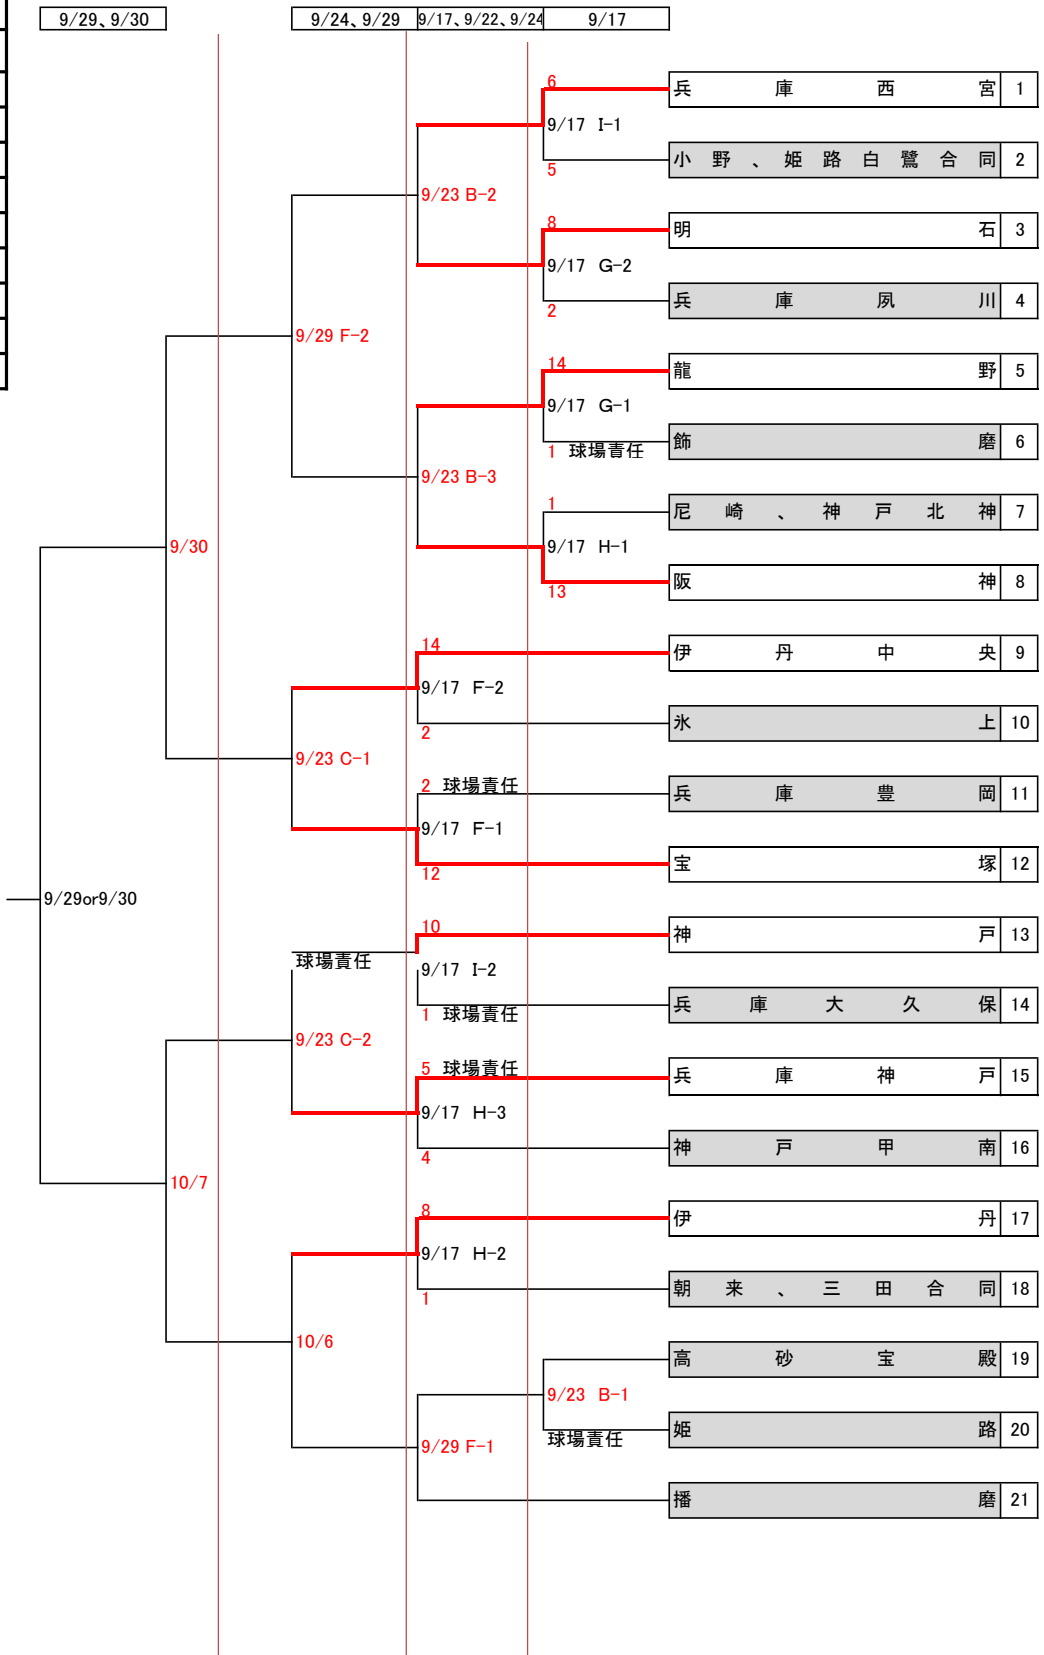 9/29、9/30
9/24、9/29
9/17、9/22、9/24
9/17
6
兵庫西宮 1
9/17 I-1
5
小野、姫路白鷺合同 2
9/23 B-2
8
明石 3
9/17 G-2
2
兵庫夙川 4
9/29 F-2
14
龍野 5
9/17 G-1
1 球場責任
飾磨 6
9/23 B-3
1
尼崎、神戸北神 7
9/17 H-1
13
阪神 8
9/30
14
伊丹中央 9
9/17 F-2
2
氷上 10
9/23 C-1
2 球場責任
兵庫豊岡 11
9/17 F-1
12
宝塚 12
9/29or9/30
10
神戸 13
球場責任
9/17 I-2
1 球場責任
兵庫大久保 14
9/23 C-2
5 球場責任
兵庫神戸 15
9/17 H-3
4
神戸甲南 16
10/7
8
伊丹 17
9/17 H-2
1
朝来、三田合同 18
10/6
高砂宝殿 19
9/23 B-1
球場責任
姫路 20
9/29 F-1
播磨 21